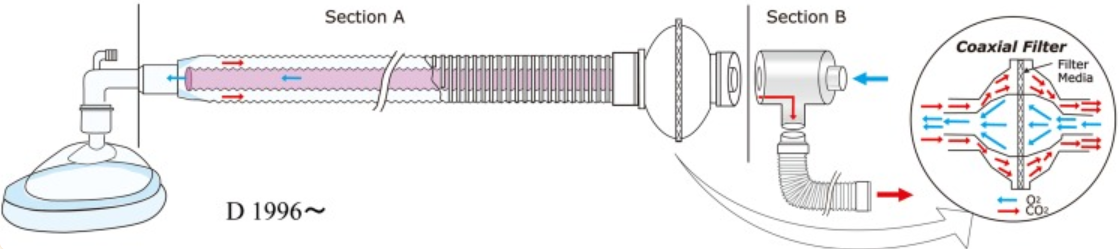 Section A
Section B
Coaxial Filter
Filter
Media
O2
CO2
D 1996～